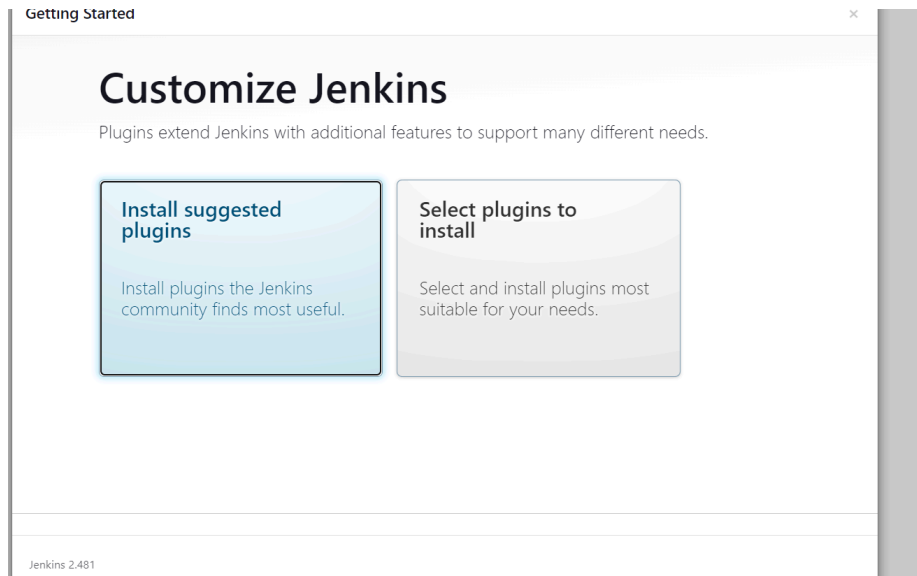 Getting Started
×
Customize Jenkins
Plugins extend Jenkins with additional features to support many different needs.
Install suggested
plugins
Install plugins the Jenkins
community finds most useful.
Select plugins to
install
Select and install plugins most
suitable for your needs.
Jenkins 2.481